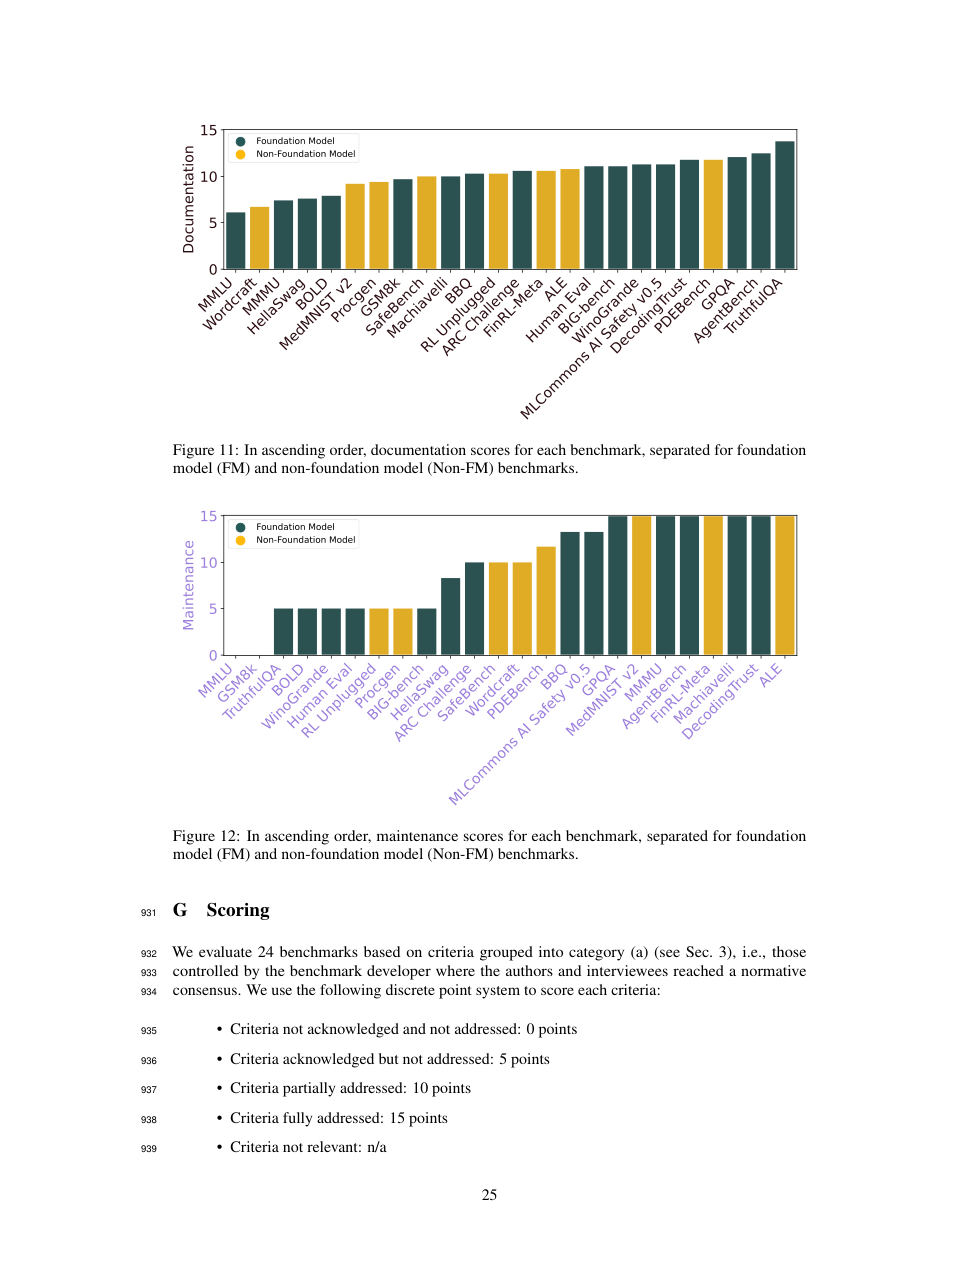 15
10
5
0
Documentation
Foundation Model
Non-Foundation Model
MMLU
Wordcraft
MMMU
HellaSwag
BOLD
MedMNIST v2
Procgen
GSM8k
SafeBench
Machiavelli
BBQ
RL Unplugged
ARC Challenge
FinRL-Meta
ALE
Human Eval
BIG-bench
WinoGrande
MLCommons AI Safety v0.5
DecodingTrust
PDEBench
GPQA
AgentBench
TruthfulQA
Figure 11: In ascending order, documentation scores for each benchmark, separated for foundation
model (FM) and non-foundation model (Non-FM) benchmarks.
15
10
5
0
Maintenance
Foundation Model
Non-Foundation Model
MMLU
GSM8k
TruthfulQA
BOLD
WinoGrande
Human Eval
RL Unplugged
Procgen
BIG-bench
HellaSwag
ARC Challenge
SafeBench
Wordcraft
PDEBench
BBQ
MLCommons AI Safety v0.5
GPQA
MedMNIST v2
MMMU
AgentBench
FinRL-Meta
Machiavelli
DecodingTrust
ALE
Figure 12: In ascending order, maintenance scores for each benchmark, separated for foundation
model (FM) and non-foundation model (Non-FM) benchmarks.
931 G Scoring
932 We evaluate 24 benchmarks based on criteria grouped into category (a) (see Sec. 3), i.e., those
933 controlled by the benchmark developer where the authors and interviewees reached a normative
934 consensus. We use the following discrete point system to score each criteria:
935 • Criteria not acknowledged and not addressed: 0 points
936 • Criteria acknowledged but not addressed: 5 points
937 • Criteria partially addressed: 10 points
938 • Criteria fully addressed: 15 points
939 • Criteria not relevant: n/a
25